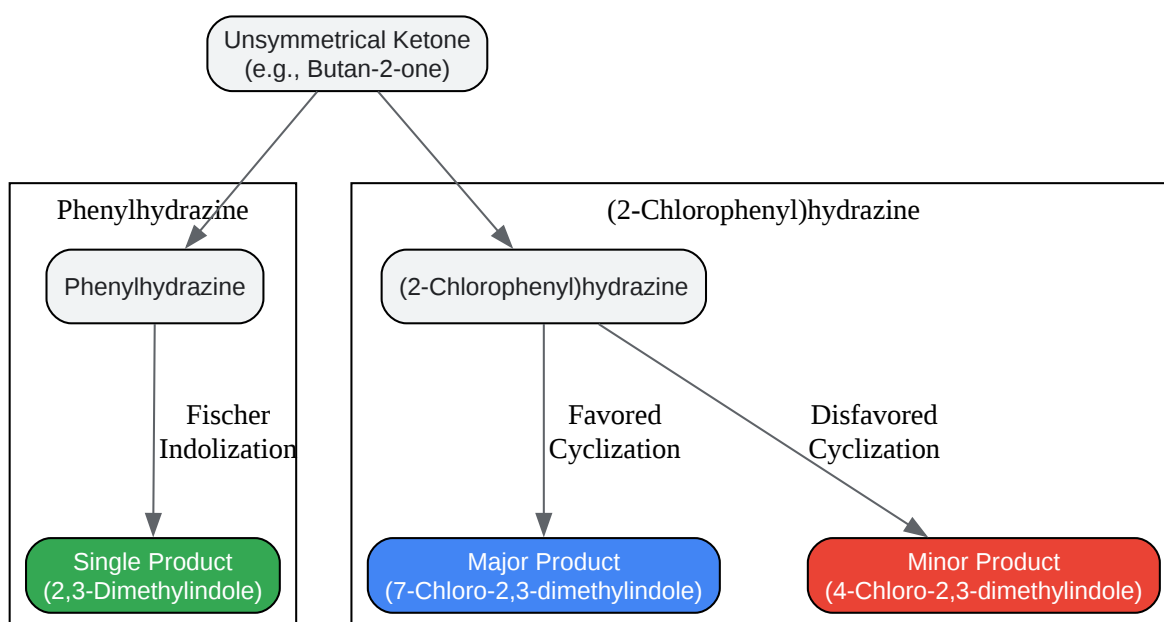 Unsymmetrical Ketone
(e.g., Butan-2-one)
Phenylhydrazine
(2-Chlorophenyl)hydrazine
Phenylhydrazine
(2-Chlorophenyl)hydrazine
Fischer
Indolization
Favored
Cyclization
Disfavored
Cyclization
Single Product
(2,3-Dimethylindole)
Major Product
(7-Chloro-2,3-dimethylindole)
Minor Product
(4-Chloro-2,3-dimethylindole)